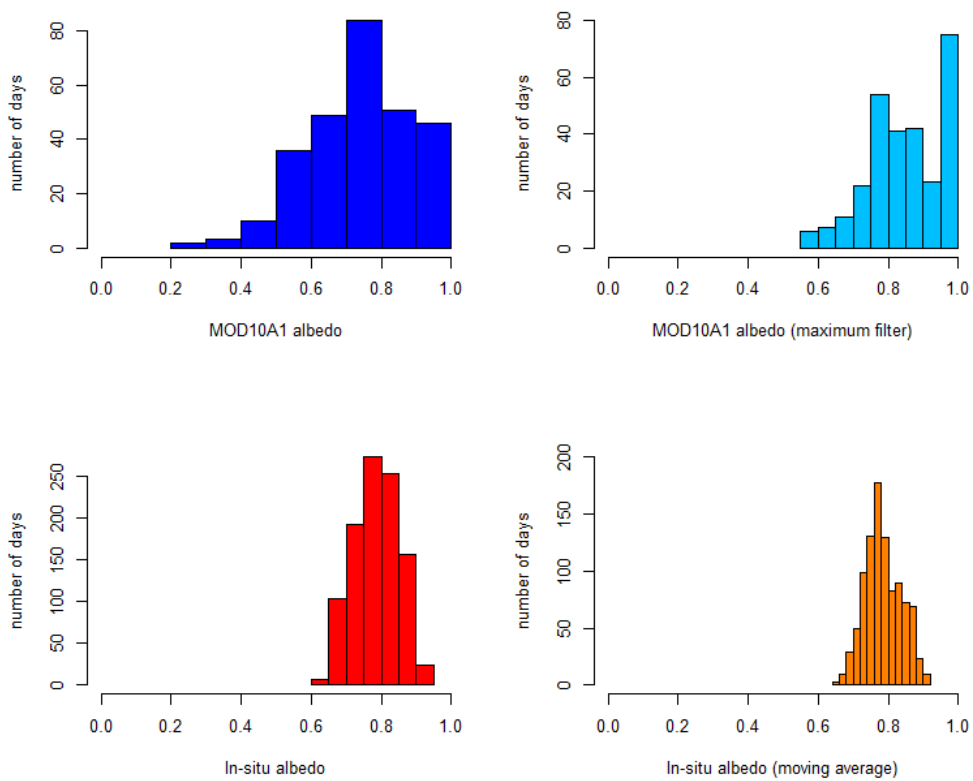 number of days
80
60
40
20
0
0.0 0.2 0.4 0.6 0.8 1.0
MOD10A1 albedo
number of days
80
60
40
20
0
0.0 0.2 0.4 0.6 0.8 1.0
MOD10A1 albedo (maximum filter)
number of days
250
200
150
100
50
0
0.0 0.2 0.4 0.6 0.8 1.0
In-situ albedo
number of days
200
150
100
50
0
0.0 0.2 0.4 0.6 0.8 1.0
In-situ albedo (moving average)